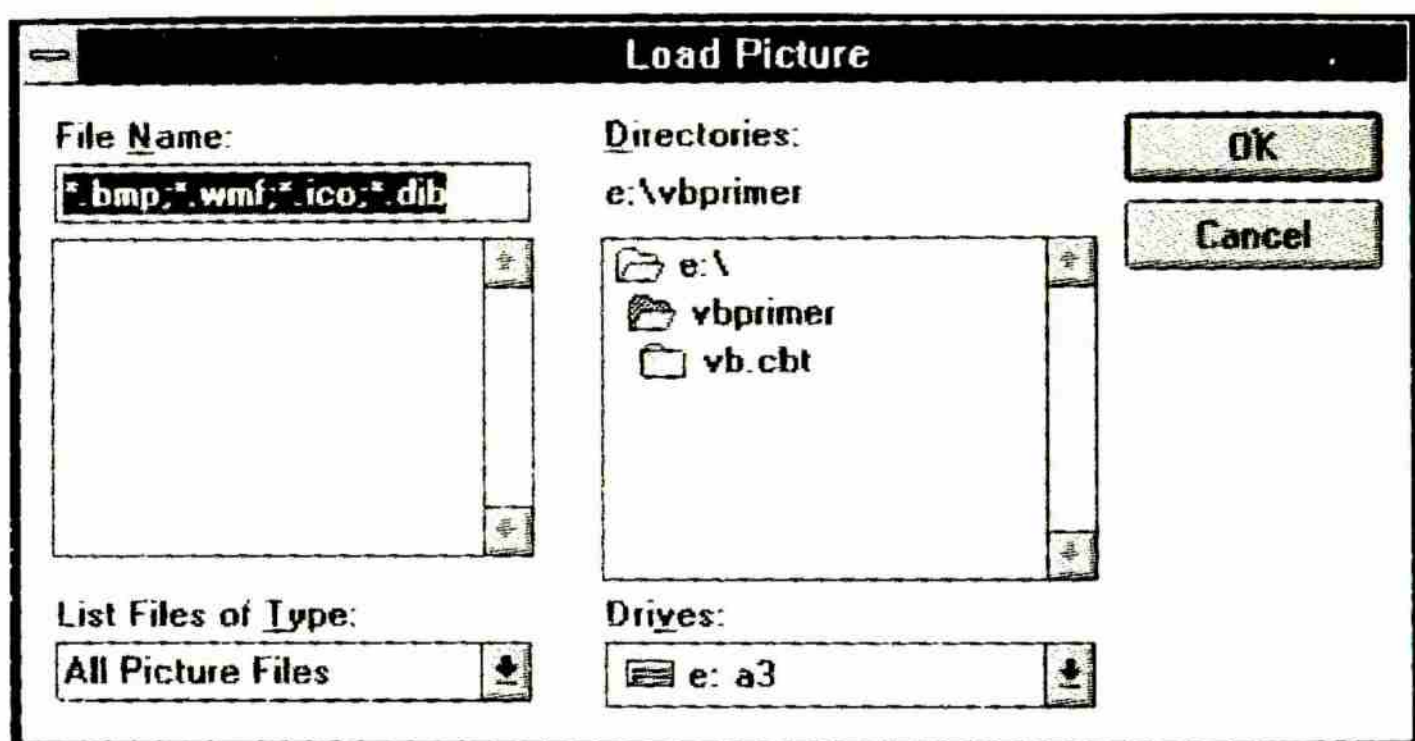 Load Picture
File Name:
*.bmp;*.wmf;*.ico;*.dib
Directories:
e:\vbprimer
e:\
vbprimer
vb.cbt
OK
Cancel
List Files of Type:
All Picture Files
Drives:
e: a3